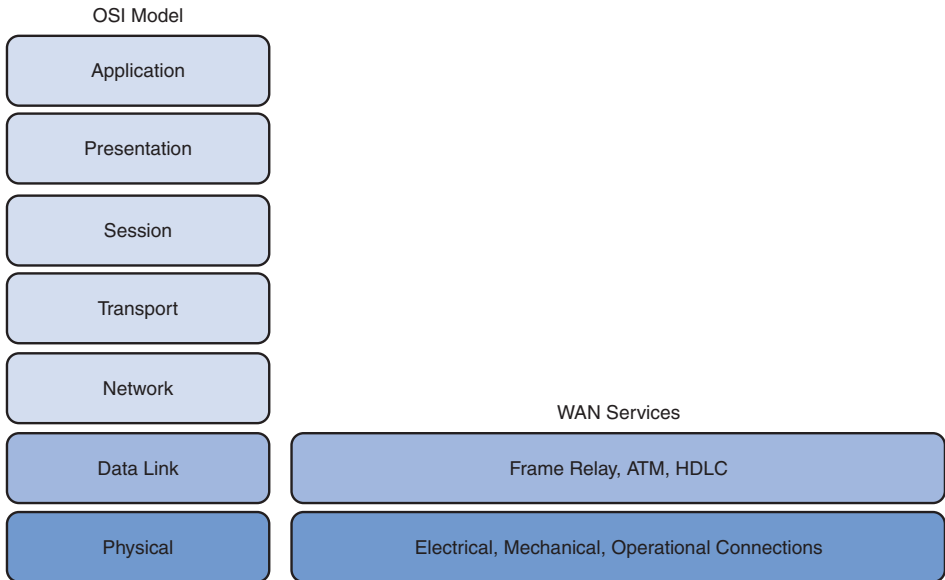 OSI Model
Application
Presentation
Session
Transport
Network
WAN Services
Data Link
Frame Relay, ATM, HDLC
Physical
Electrical, Mechanical, Operational Connections